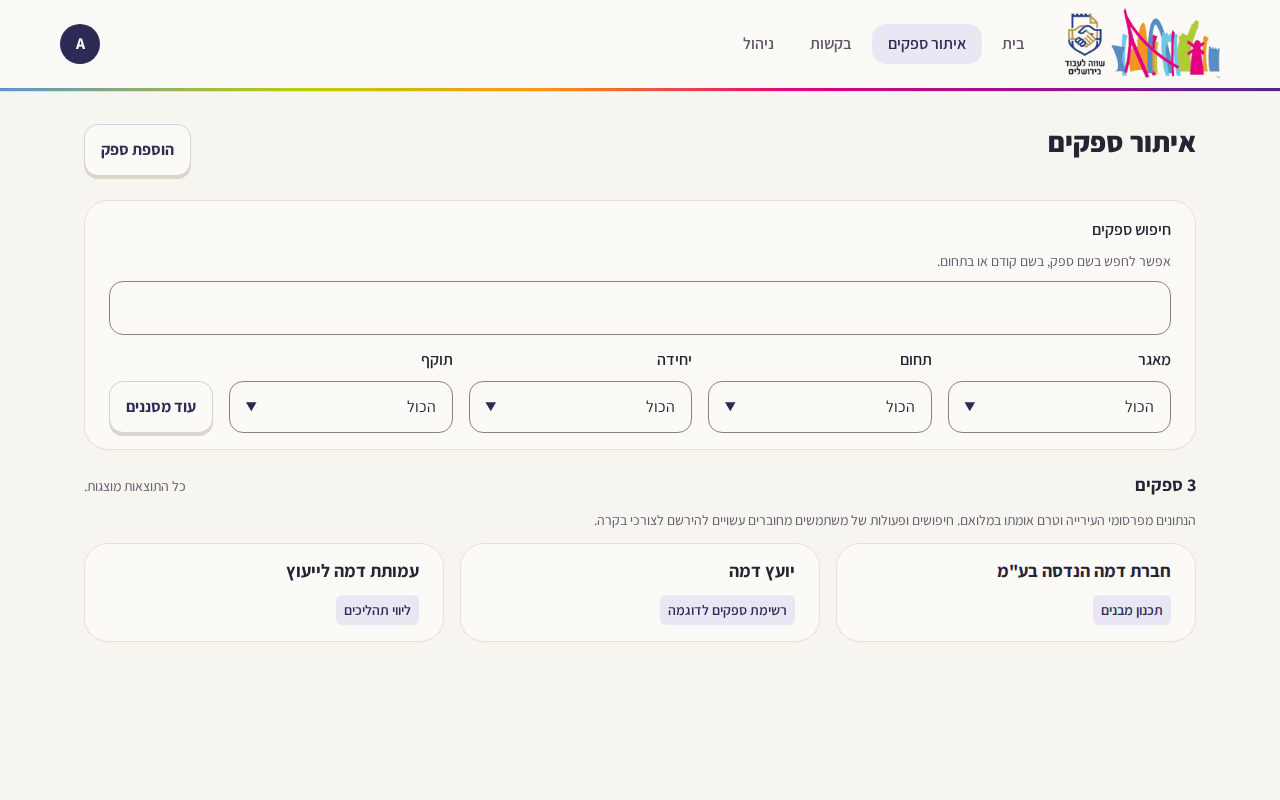 שווה לעבוד
בירושלים
בית
איתור ספקים
בקשות
ניהול
A
איתור ספקים
הוספת ספק
חיפוש ספקים
אפשר לחפש בשם ספק, בשם קודם או בתחום.
מאגר
תחום
יחידה
תוקף
הכול
הכול
הכול
הכול
עוד מסננים
3 ספקים
כל התוצאות מוצגות.
הנתונים מפרסומי העירייה וטרם אומתו במלואם. חיפושים ופעולות של משתמשים מחוברים עשויים להירשם לצורכי בקרה.
חברת דמה הנדסה בע"מ
תכנון מבנים
יועץ דמה
רשימת ספקים לדוגמה
עמותת דמה לייעוץ
ליווי תהליכים